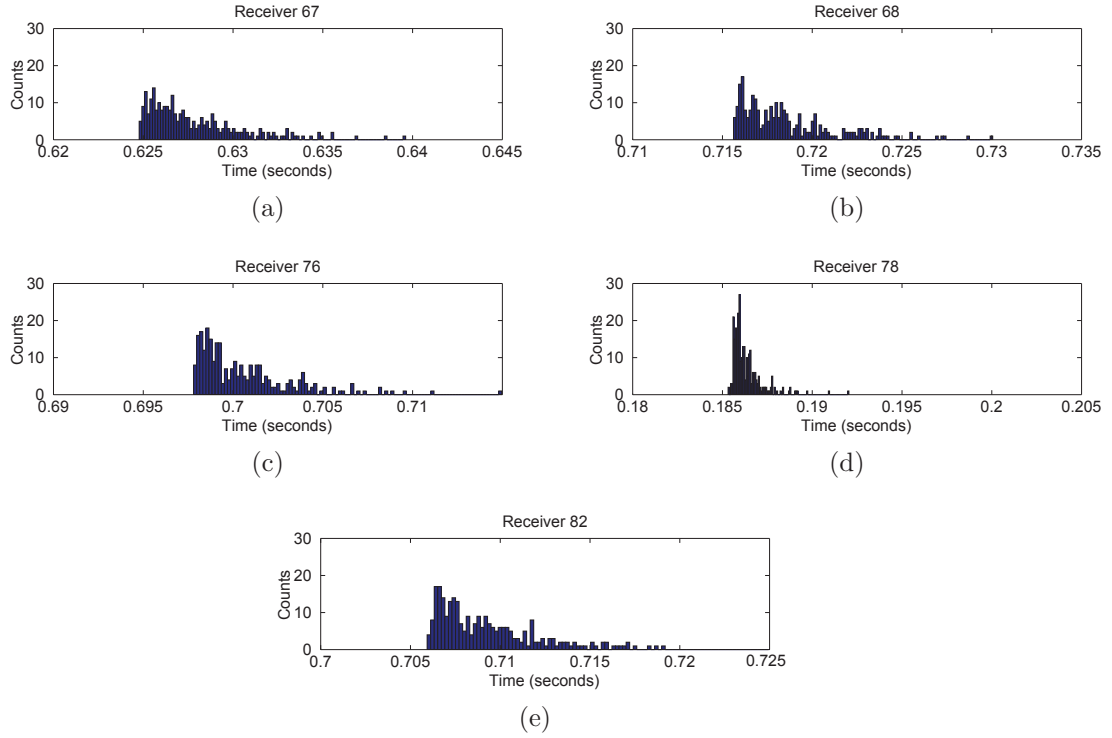 Receiver 67
30
20
10
0
Counts
0.62 0.625 0.63 0.635 0.64 0.645
Time (seconds)
(a)
Receiver 68
30
20
10
0
Counts
0.71 0.715 0.72 0.725 0.73 0.735
Time (seconds)
(b)
Receiver 76
30
20
10
0
Counts
0.69 0.695 0.7 0.705 0.71
Time (seconds)
(c)
Receiver 78
30
20
10
0
Counts
0.18 0.185 0.19 0.195 0.2 0.205
Time (seconds)
(d)
Receiver 82
30
20
10
0
Counts
0.7 0.705 0.71 0.715 0.72 0.725
Time (seconds)
(e)